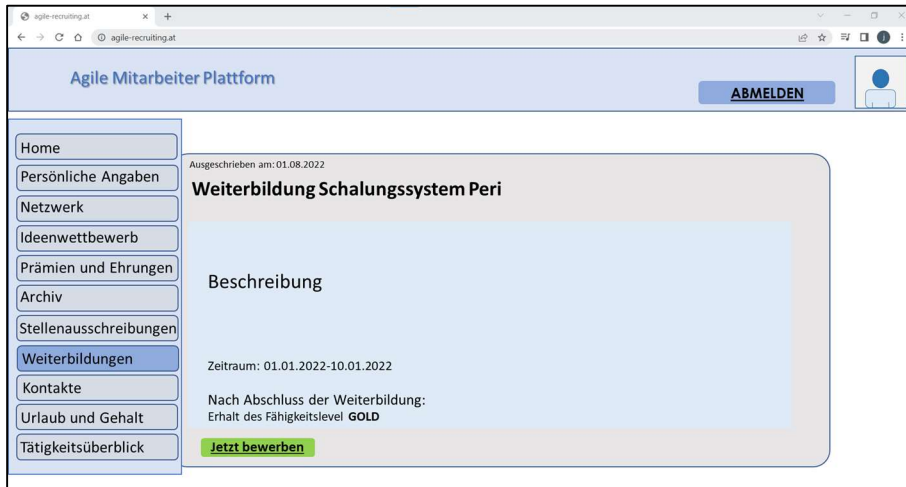 agile-recruiting.at
agile-recruiting.at
Agile Mitarbeiter Plattform
ABMELDEN
Home
Persönliche Angaben
Netzwerk
Ideenwettbewerb
Prämien und Ehrungen
Archiv
Stellenausschreibungen
Weiterbildungen
Kontakte
Urlaub und Gehalt
Tätigkeitsüberblick
Ausgeschrieben am: 01.08.2022
Weiterbildung Schalungssystem Peri
Beschreibung
Zeitraum: 01.01.2022-10.01.2022
Nach Abschluss der Weiterbildung:
Erhalt des Fähigkeitslevel GOLD
Jetzt bewerben